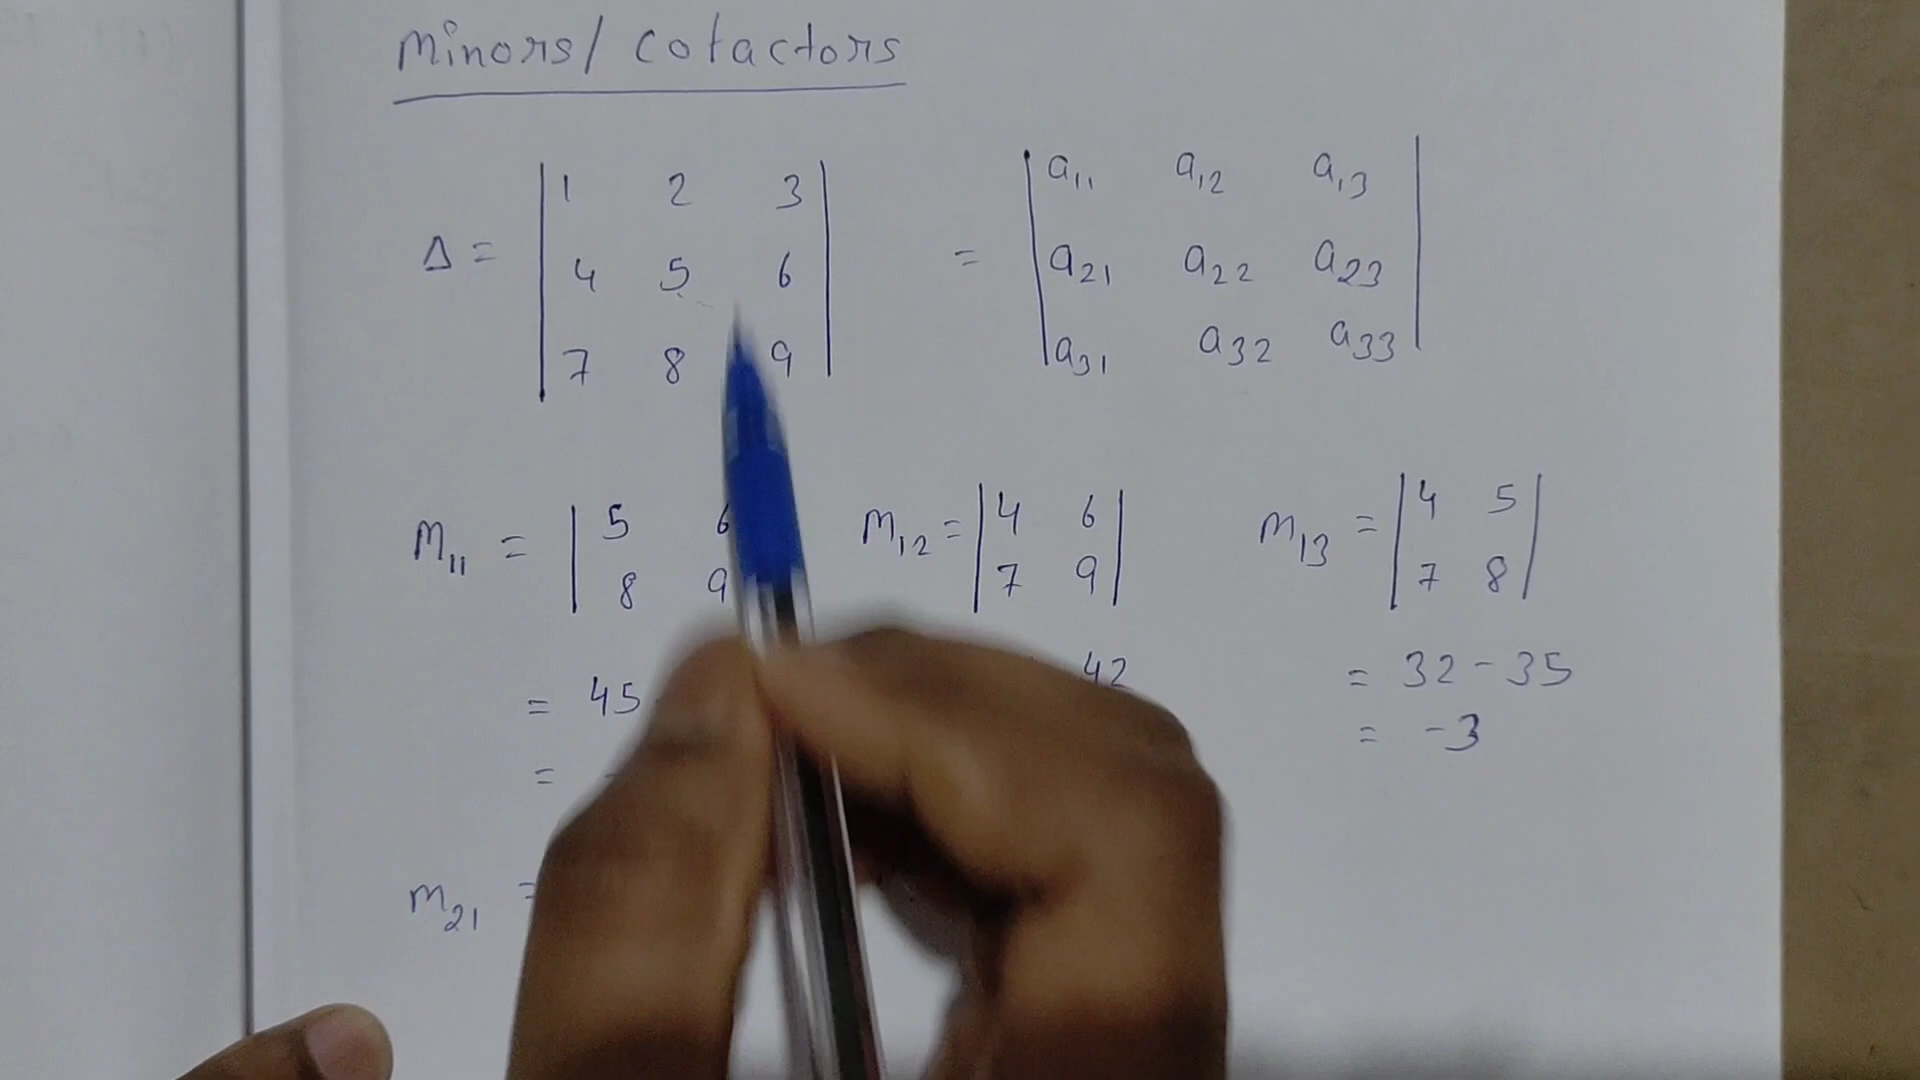 Minors/ Cofactors
Δ = | 1 2 3 | = | a₁₁ a₁₂ a₁₃ |
| 4 5 6 | | a₂₁ a₂₂ a₂₃ |
| 7 8 9 | | a₃₁ a₃₂ a₃₃ |
M₁₁ = | 5 6 M₁₂ = | 4 6 | M₁₃ = | 4 5 |
| 8 9 | 7 9 | | 7 8 |
= 45 42 = 32 - 35
= = -3
M₂₁ =